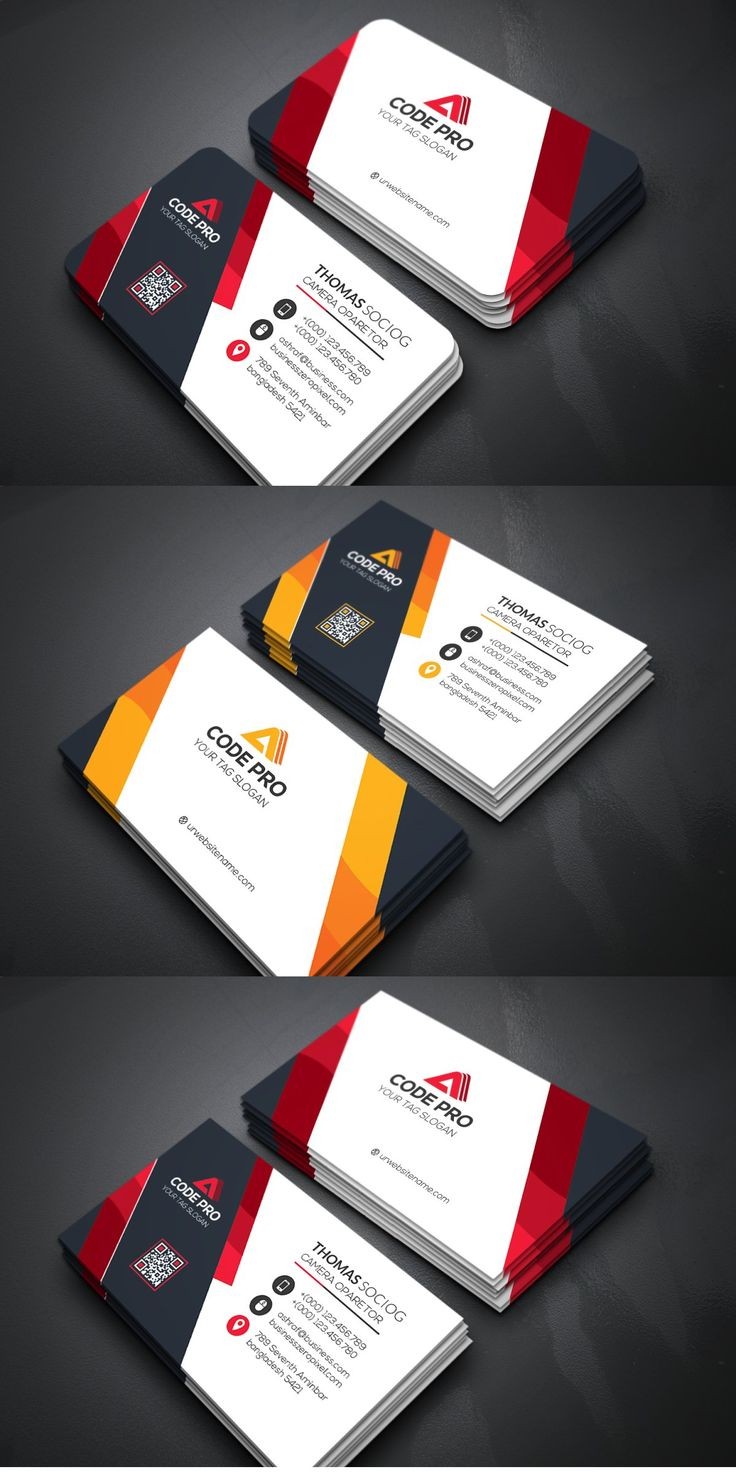 CODE PRO
YOUR TAG SLOGAN
urwebsitename.com
CODE PRO
YOUR TAG SLOGAN
THOMAS SOCIOG
CAMERA OPARETOR
+(000) 123.456.789
+(000) 123.456.780
ashraf@business.com
businesszeropixel.com
789 Seventh Aminbar
bangladesh 5421
CODE PRO
YOUR TAG SLOGAN
THOMAS SOCIOG
CAMERA OPARETOR
+(000) 123.456.789
+(000) 123.456.780
ashraf@business.com
businesszeropixel.com
789 Seventh Aminbar
bangladesh 5421
CODE PRO
YOUR TAG SLOGAN
urwebsitename.com
CODE PRO
YOUR TAG SLOGAN
urwebsitename.com
CODE PRO
YOUR TAG SLOGAN
THOMAS SOCIOG
CAMERA OPARETOR
+(000) 123.456.789
+(000) 123.456.780
ashraf@business.com
businesszeropixel.com
789 Seventh Aminbar
bangladesh 5421